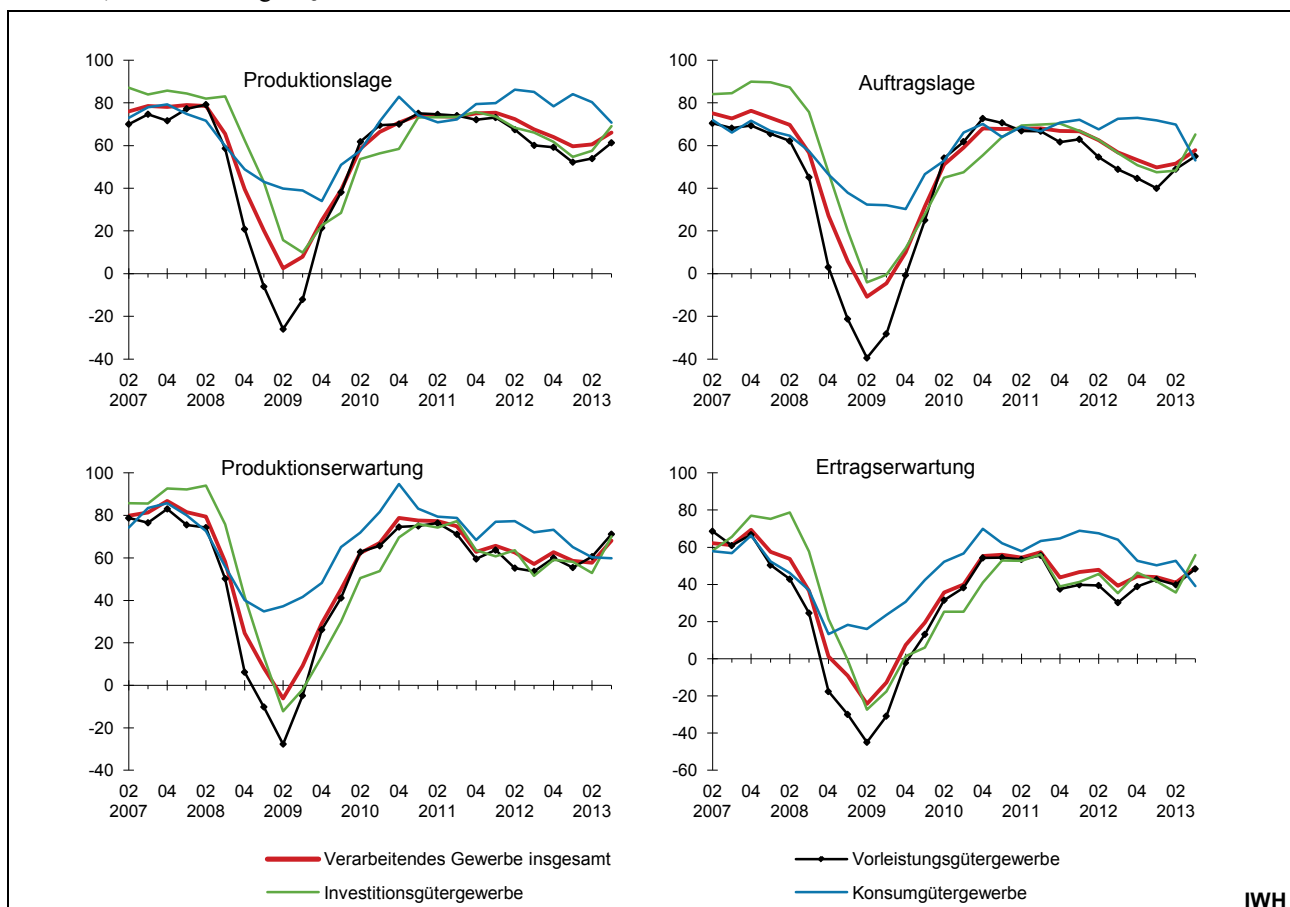 Produktionslage
100
80
60
40
20
0
-20
-40
02 04 02 04 02 04 02 04 02 04 02 04 02
2007 2008 2009 2010 2011 2012 2013
Auftragslage
100
80
60
40
20
0
-20
-40
02 04 02 04 02 04 02 04 02 04 02 04 02
2007 2008 2009 2010 2011 2012 2013
Produktionserwartung
100
80
60
40
20
0
-20
-40
02 04 02 04 02 04 02 04 02 04 02 04 02
2007 2008 2009 2010 2011 2012 2013
Ertragserwartung
100
80
60
40
20
0
-20
-40
-60
02 04 02 04 02 04 02 04 02 04 02 04 02
2007 2008 2009 2010 2011 2012 2013
Verarbeitendes Gewerbe insgesamt
Vorleistungsgütergewerbe
Investitionsgütergewerbe
Konsumgütergewerbe
IWH